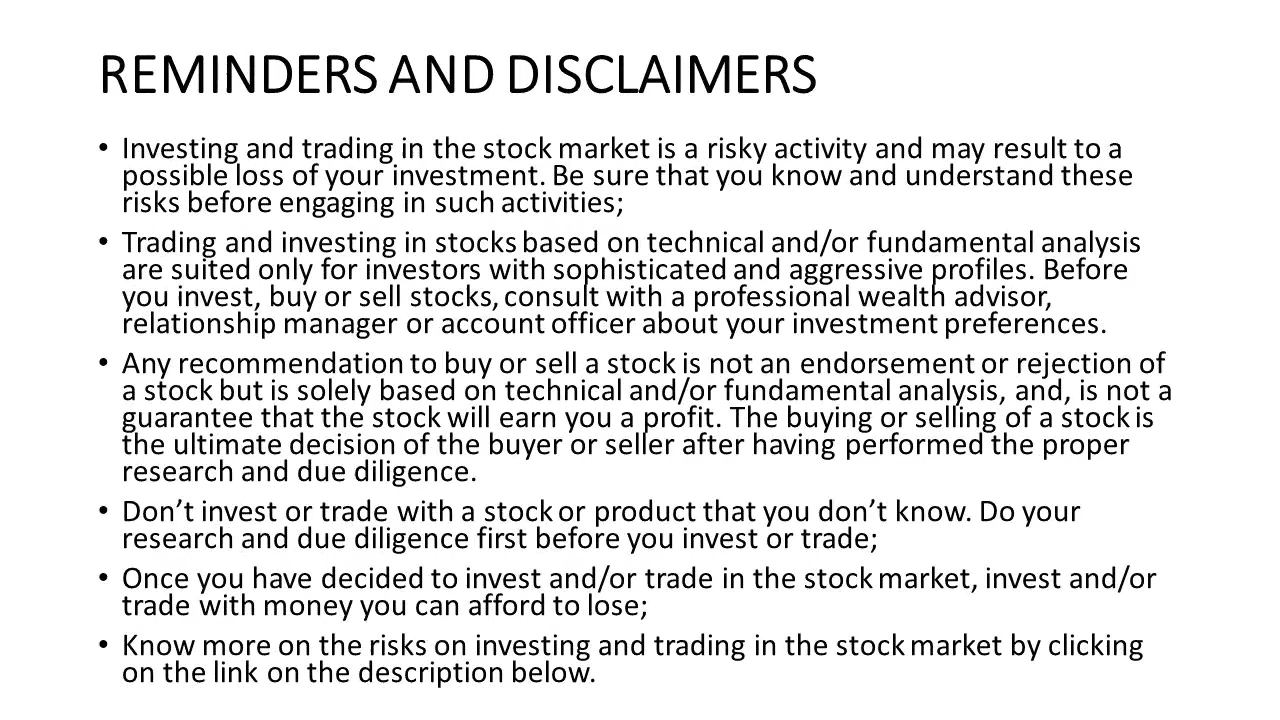 REMINDERS AND DISCLAIMERS
• Investing and trading in the stock market is a risky activity and may result to a
possible loss of your investment. Be sure that you know and understand these
risks before engaging in such activities;
• Trading and investing in stocks based on technical and/or fundamental analysis
are suited only for investors with sophisticated and aggressive profiles. Before
you invest, buy or sell stocks, consult with a professional wealth advisor,
relationship manager or account officer about your investment preferences.
• Any recommendation to buy or sell a stock is not an endorsement or rejection of
a stock but is solely based on technical and/or fundamental analysis, and, is not a
guarantee that the stock will earn you a profit. The buying or selling of a stock is
the ultimate decision of the buyer or seller after having performed the proper
research and due diligence.
• Don’t invest or trade with a stock or product that you don’t know. Do your
research and due diligence first before you invest or trade;
• Once you have decided to invest and/or trade in the stock market, invest and/or
trade with money you can afford to lose;
• Know more on the risks on investing and trading in the stock market by clicking
on the link on the description below.